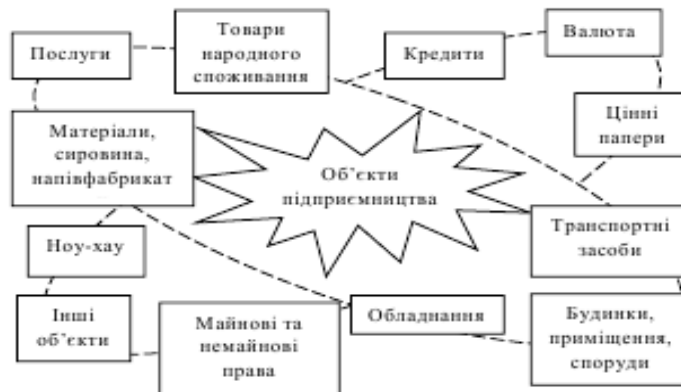 Послуги
Товари
народного
споживання
Кредити
Валюта
Цінні
папери
Матеріали,
сировина,
напівфабрикат
Об’єкти
підприємництва
Транспортні
засоби
Ноу-хау
Інші
об’єкти
Майнові та
немайнові
права
Обладнання
Будинки,
приміщення,
споруди